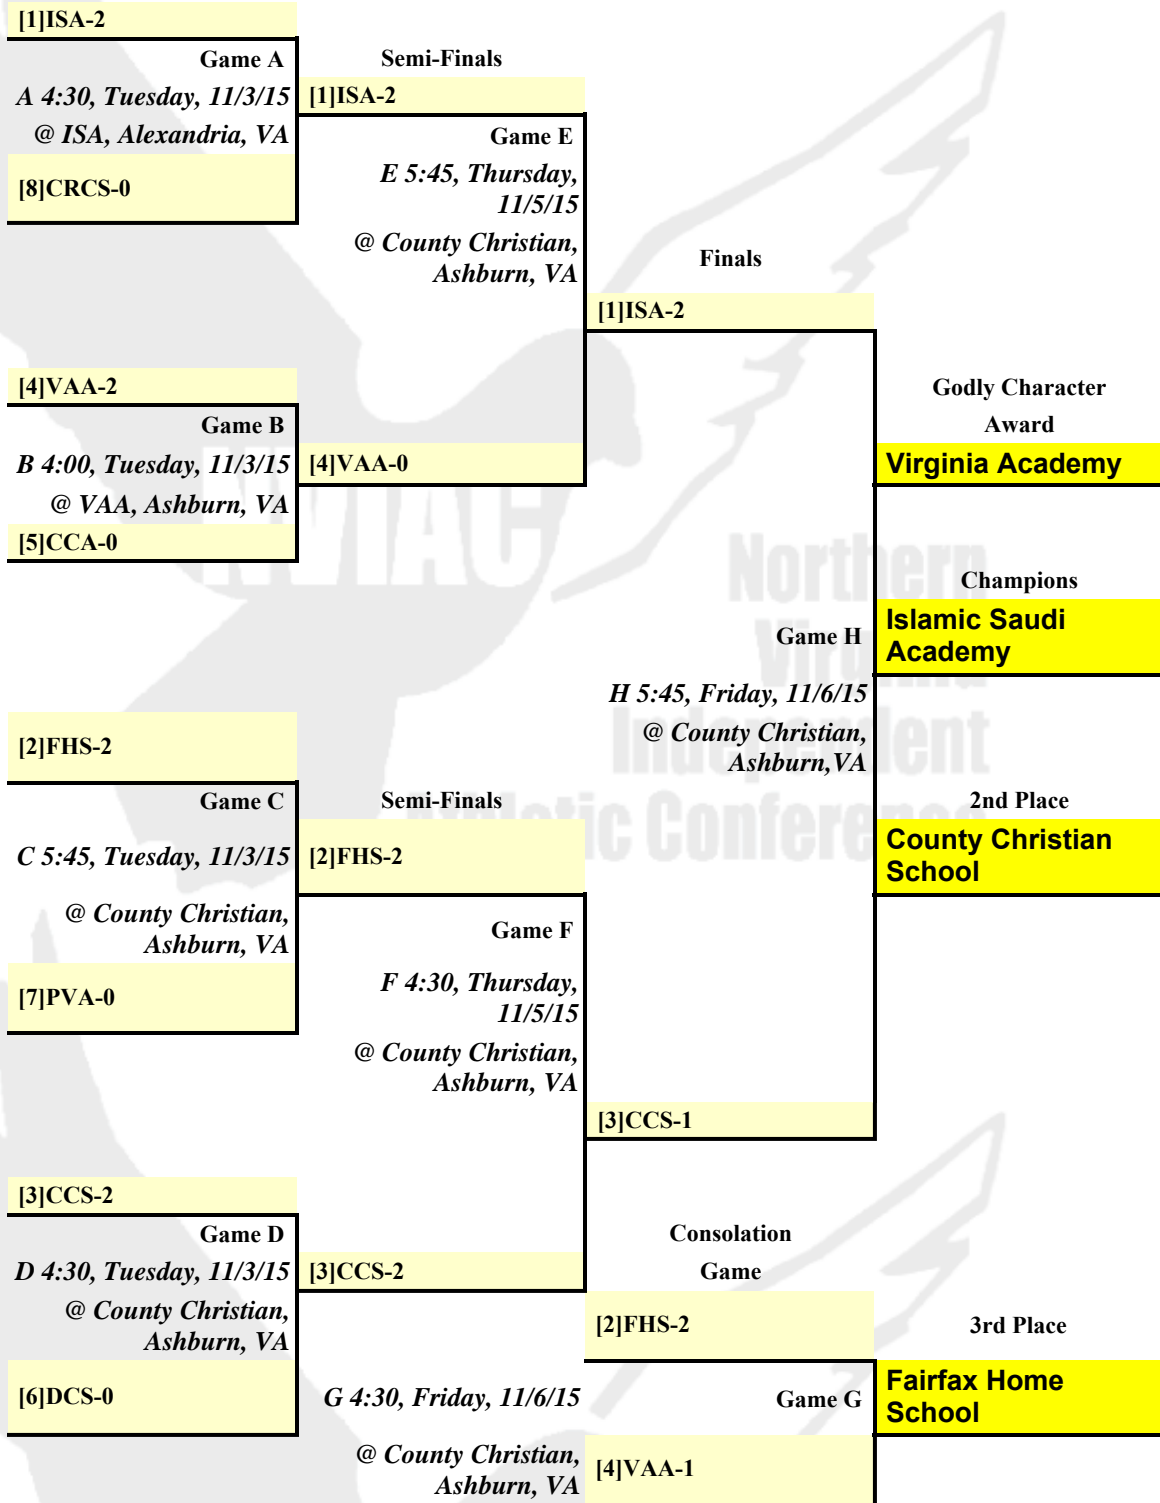 [1]ISA-2
Game A
A 4:30, Tuesday, 11/3/15
@ ISA, Alexandria, VA
[8]CRCS-0
Semi-Finals
[1]ISA-2
Game E
E 5:45, Thursday,
11/5/15
@ County Christian,
Ashburn, VA
Finals
[1]ISA-2
[4]VAA-2
Game B
B 4:00, Tuesday, 11/3/15
@ VAA, Ashburn, VA
[5]CCA-0
[4]VAA-0
Godly Character
Award
Virginia Academy
NVIAC
Northern
Virginia
Independent
Athletic Conference
Champions
Islamic Saudi
Academy
Game H
H 5:45, Friday, 11/6/15
@ County Christian,
Ashburn,VA
2nd Place
County Christian
School
[2]FHS-2
Game C
C 5:45, Tuesday, 11/3/15
@ County Christian,
Ashburn, VA
[7]PVA-0
Semi-Finals
[2]FHS-2
Game F
F 4:30, Thursday,
11/5/15
@ County Christian,
Ashburn, VA
[3]CCS-1
[3]CCS-2
Game D
D 4:30, Tuesday, 11/3/15
@ County Christian,
Ashburn, VA
[6]DCS-0
[3]CCS-2
Consolation
Game
[2]FHS-2
G 4:30, Friday, 11/6/15
Game G
@ County Christian,
Ashburn, VA
[4]VAA-1
3rd Place
Fairfax Home
School